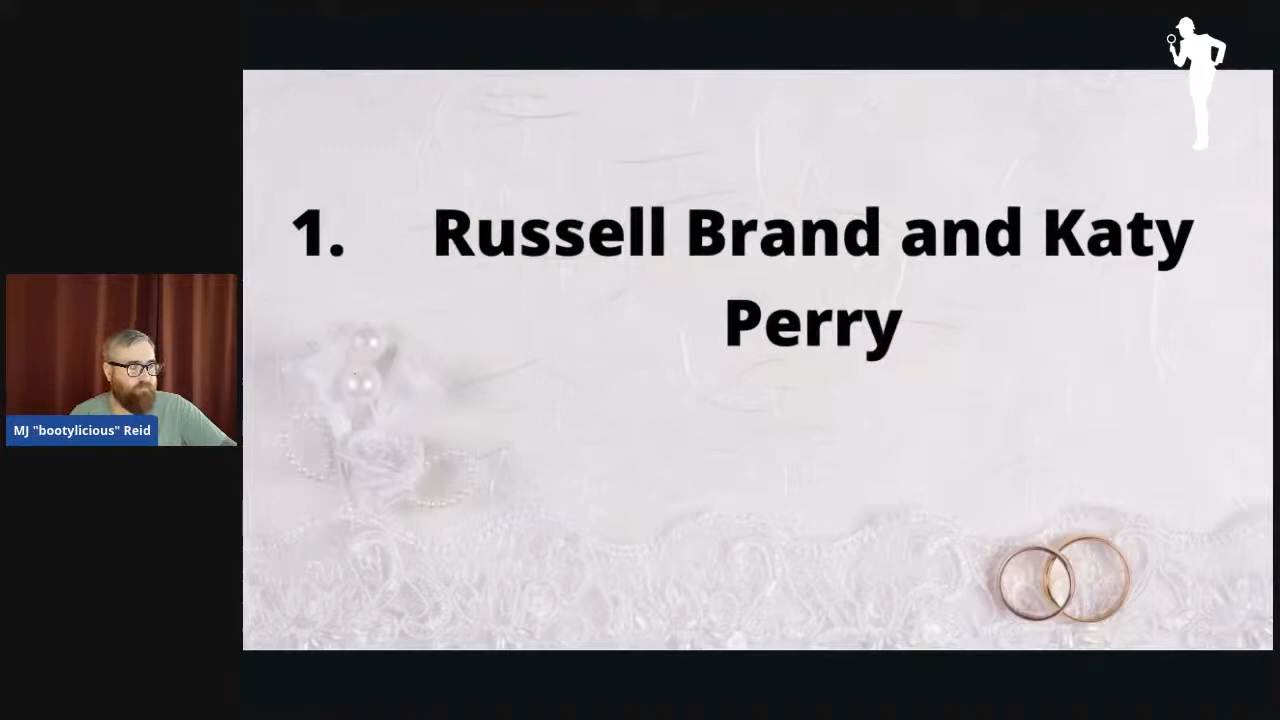 1. Russell Brand and Katy
Perry
MJ "bootylicious" Reid